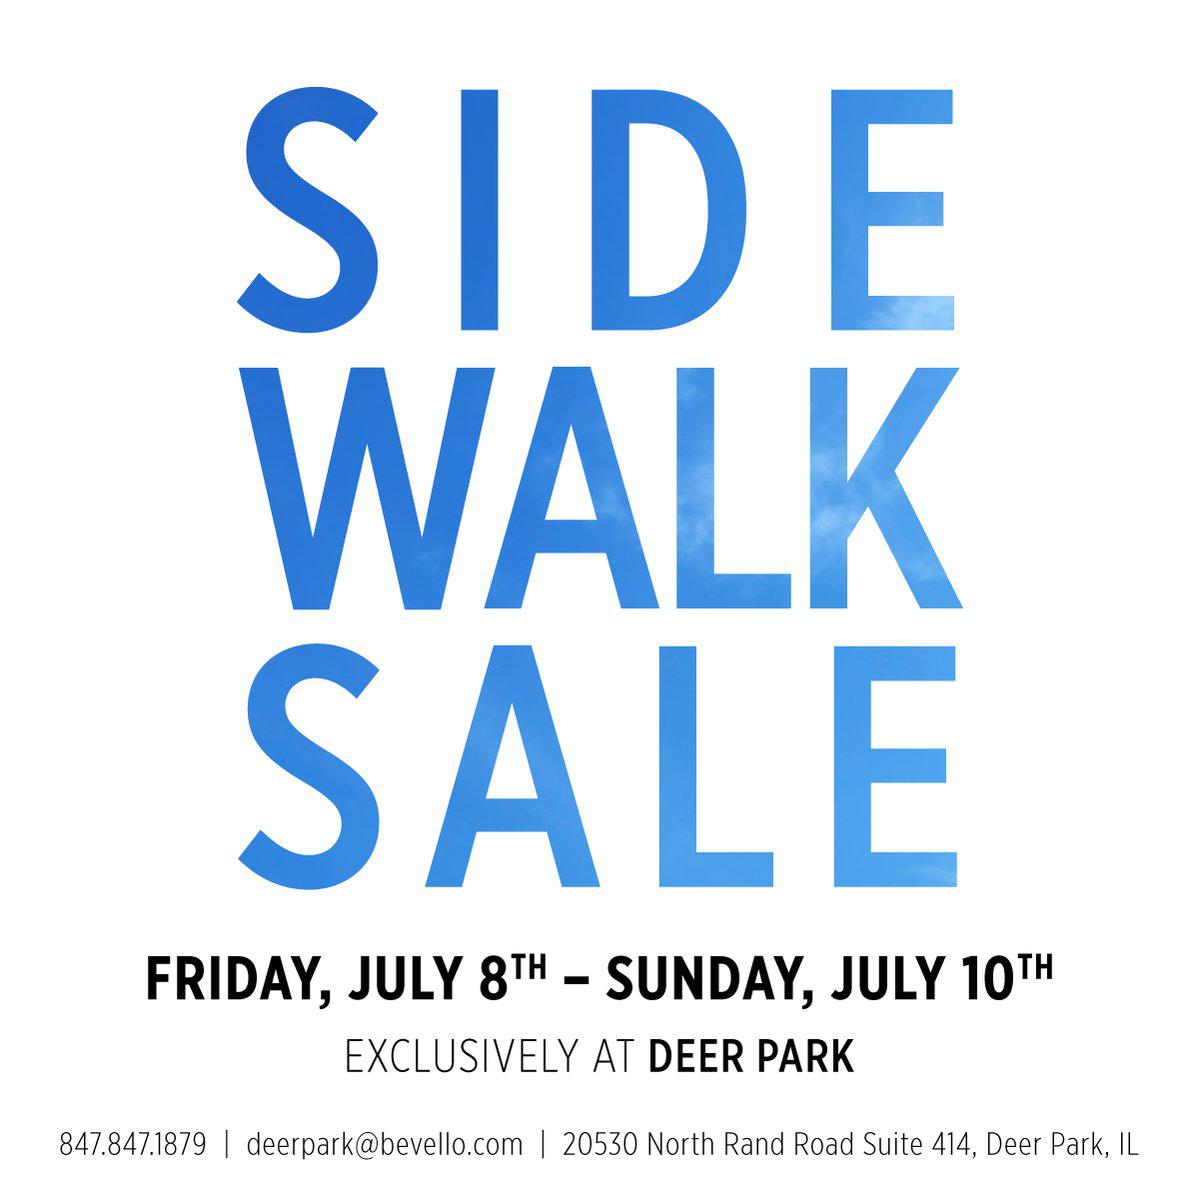 SIDE
WALK
SALE
FRIDAY, JULY 8TH – SUNDAY, JULY 10TH
EXCLUSIVELY AT DEER PARK
847.847.1879 | deerpark@bevello.com | 20530 North Rand Road Suite 414, Deer Park, IL